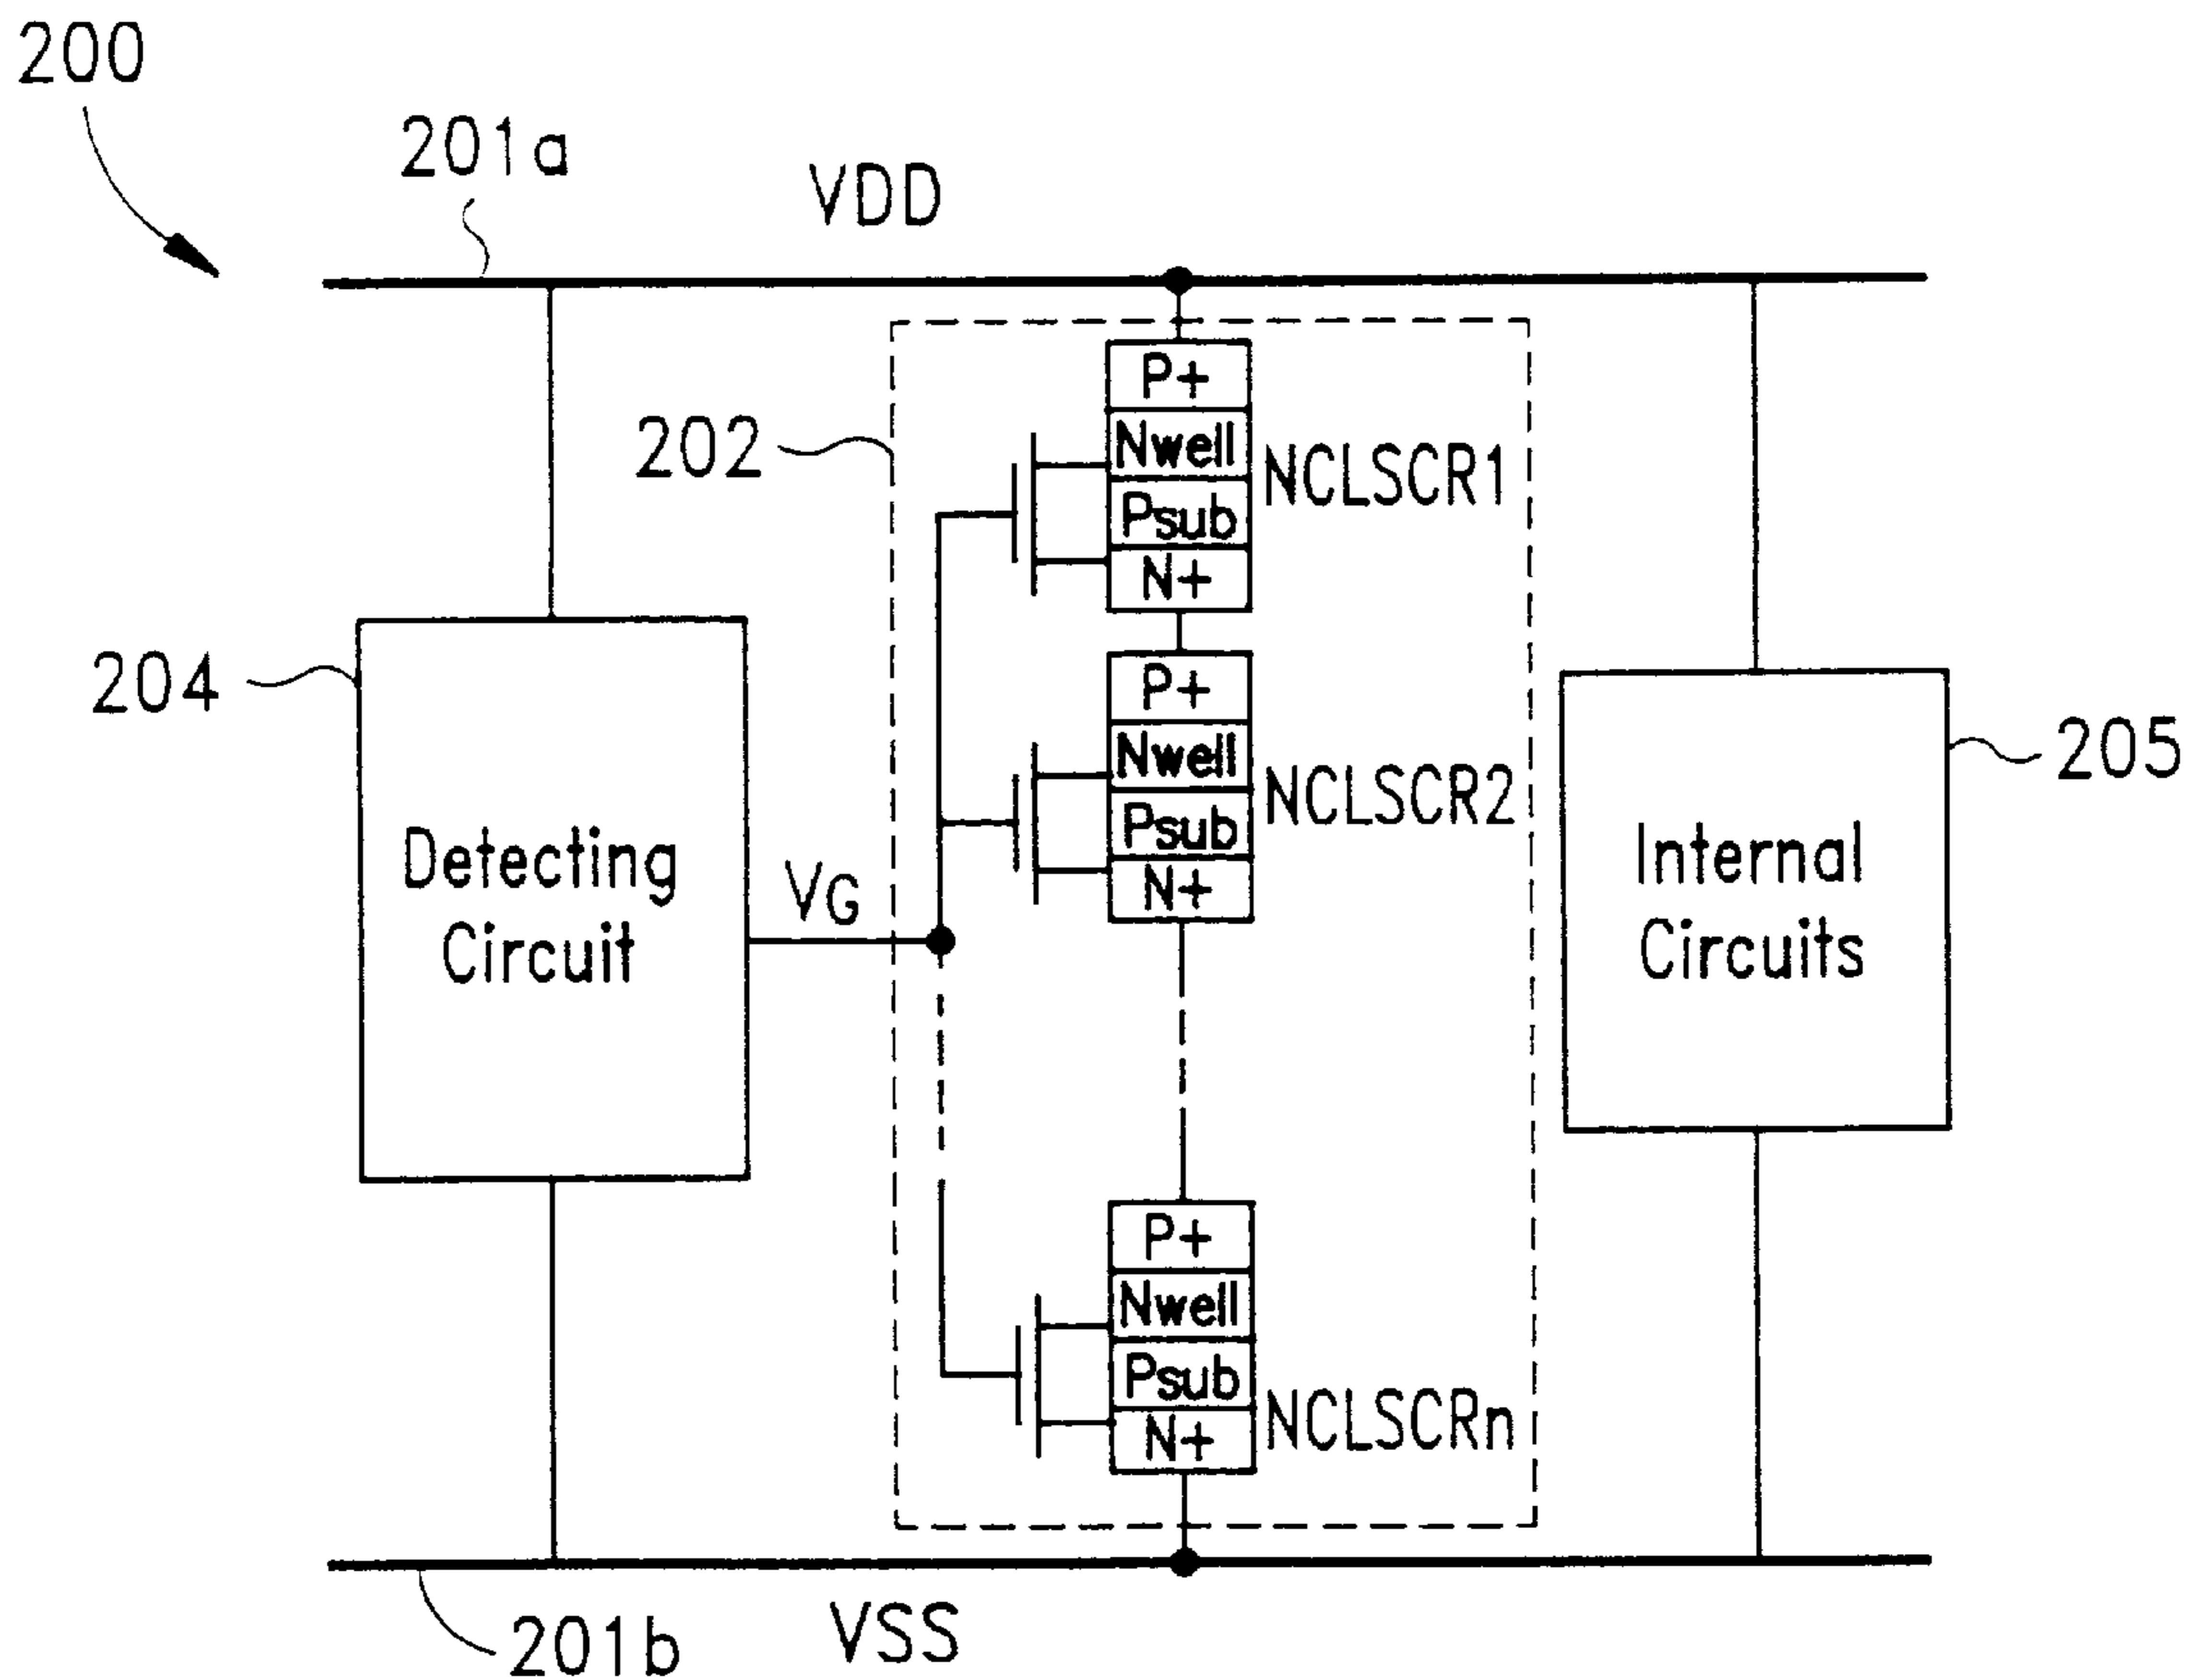 200
201a
VDD
P+
Nwell
Psub
N+
NCLSCR1
202
P+
Nwell
Psub
N+
NCLSCR2
204
Detecting
Circuit
VG
205
Internal
Circuits
P+
Nwell
Psub
N+
NCLSCRn
201b
VSS